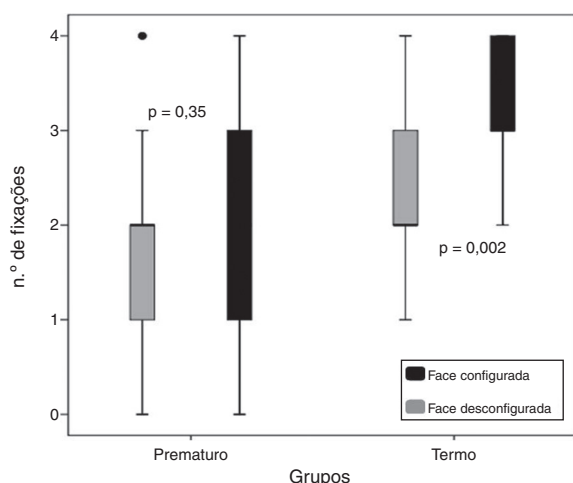 4
p = 0,35
3
n.º de fixações
2
p = 0,002
1
Face configurada
Face desconfigurada
0
Prematuro
Termo
Grupos